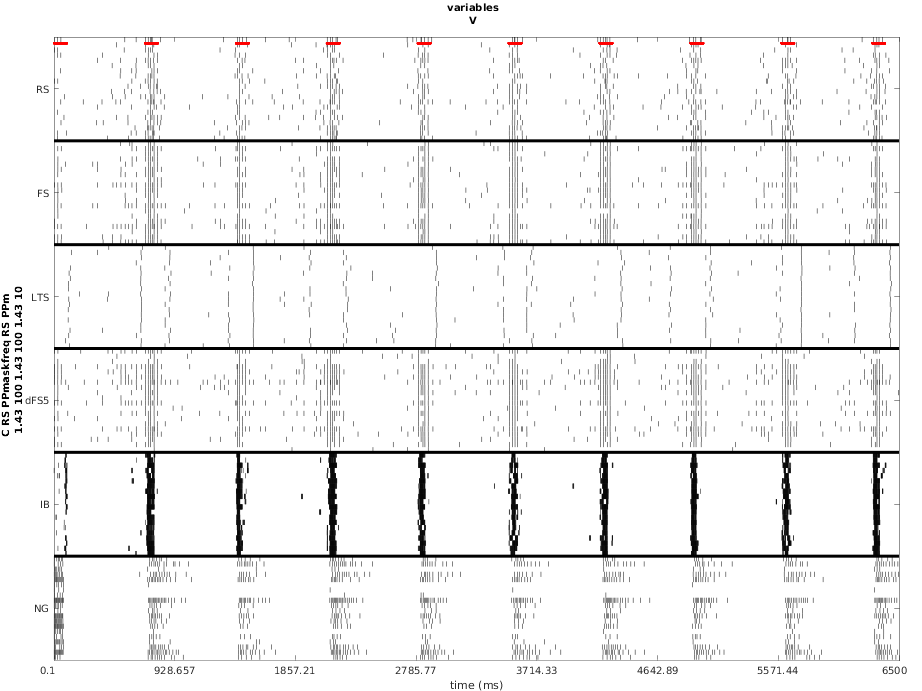 variables
V
RS
FS
LTS
dFS5
IB
NG
C RS PPmaskfreq RS PPm
1.43 100 1.43 100 1.43 10
0.1 928.657 1857.21 2785.77 3714.33 4642.89 5571.44 6500
time (ms)